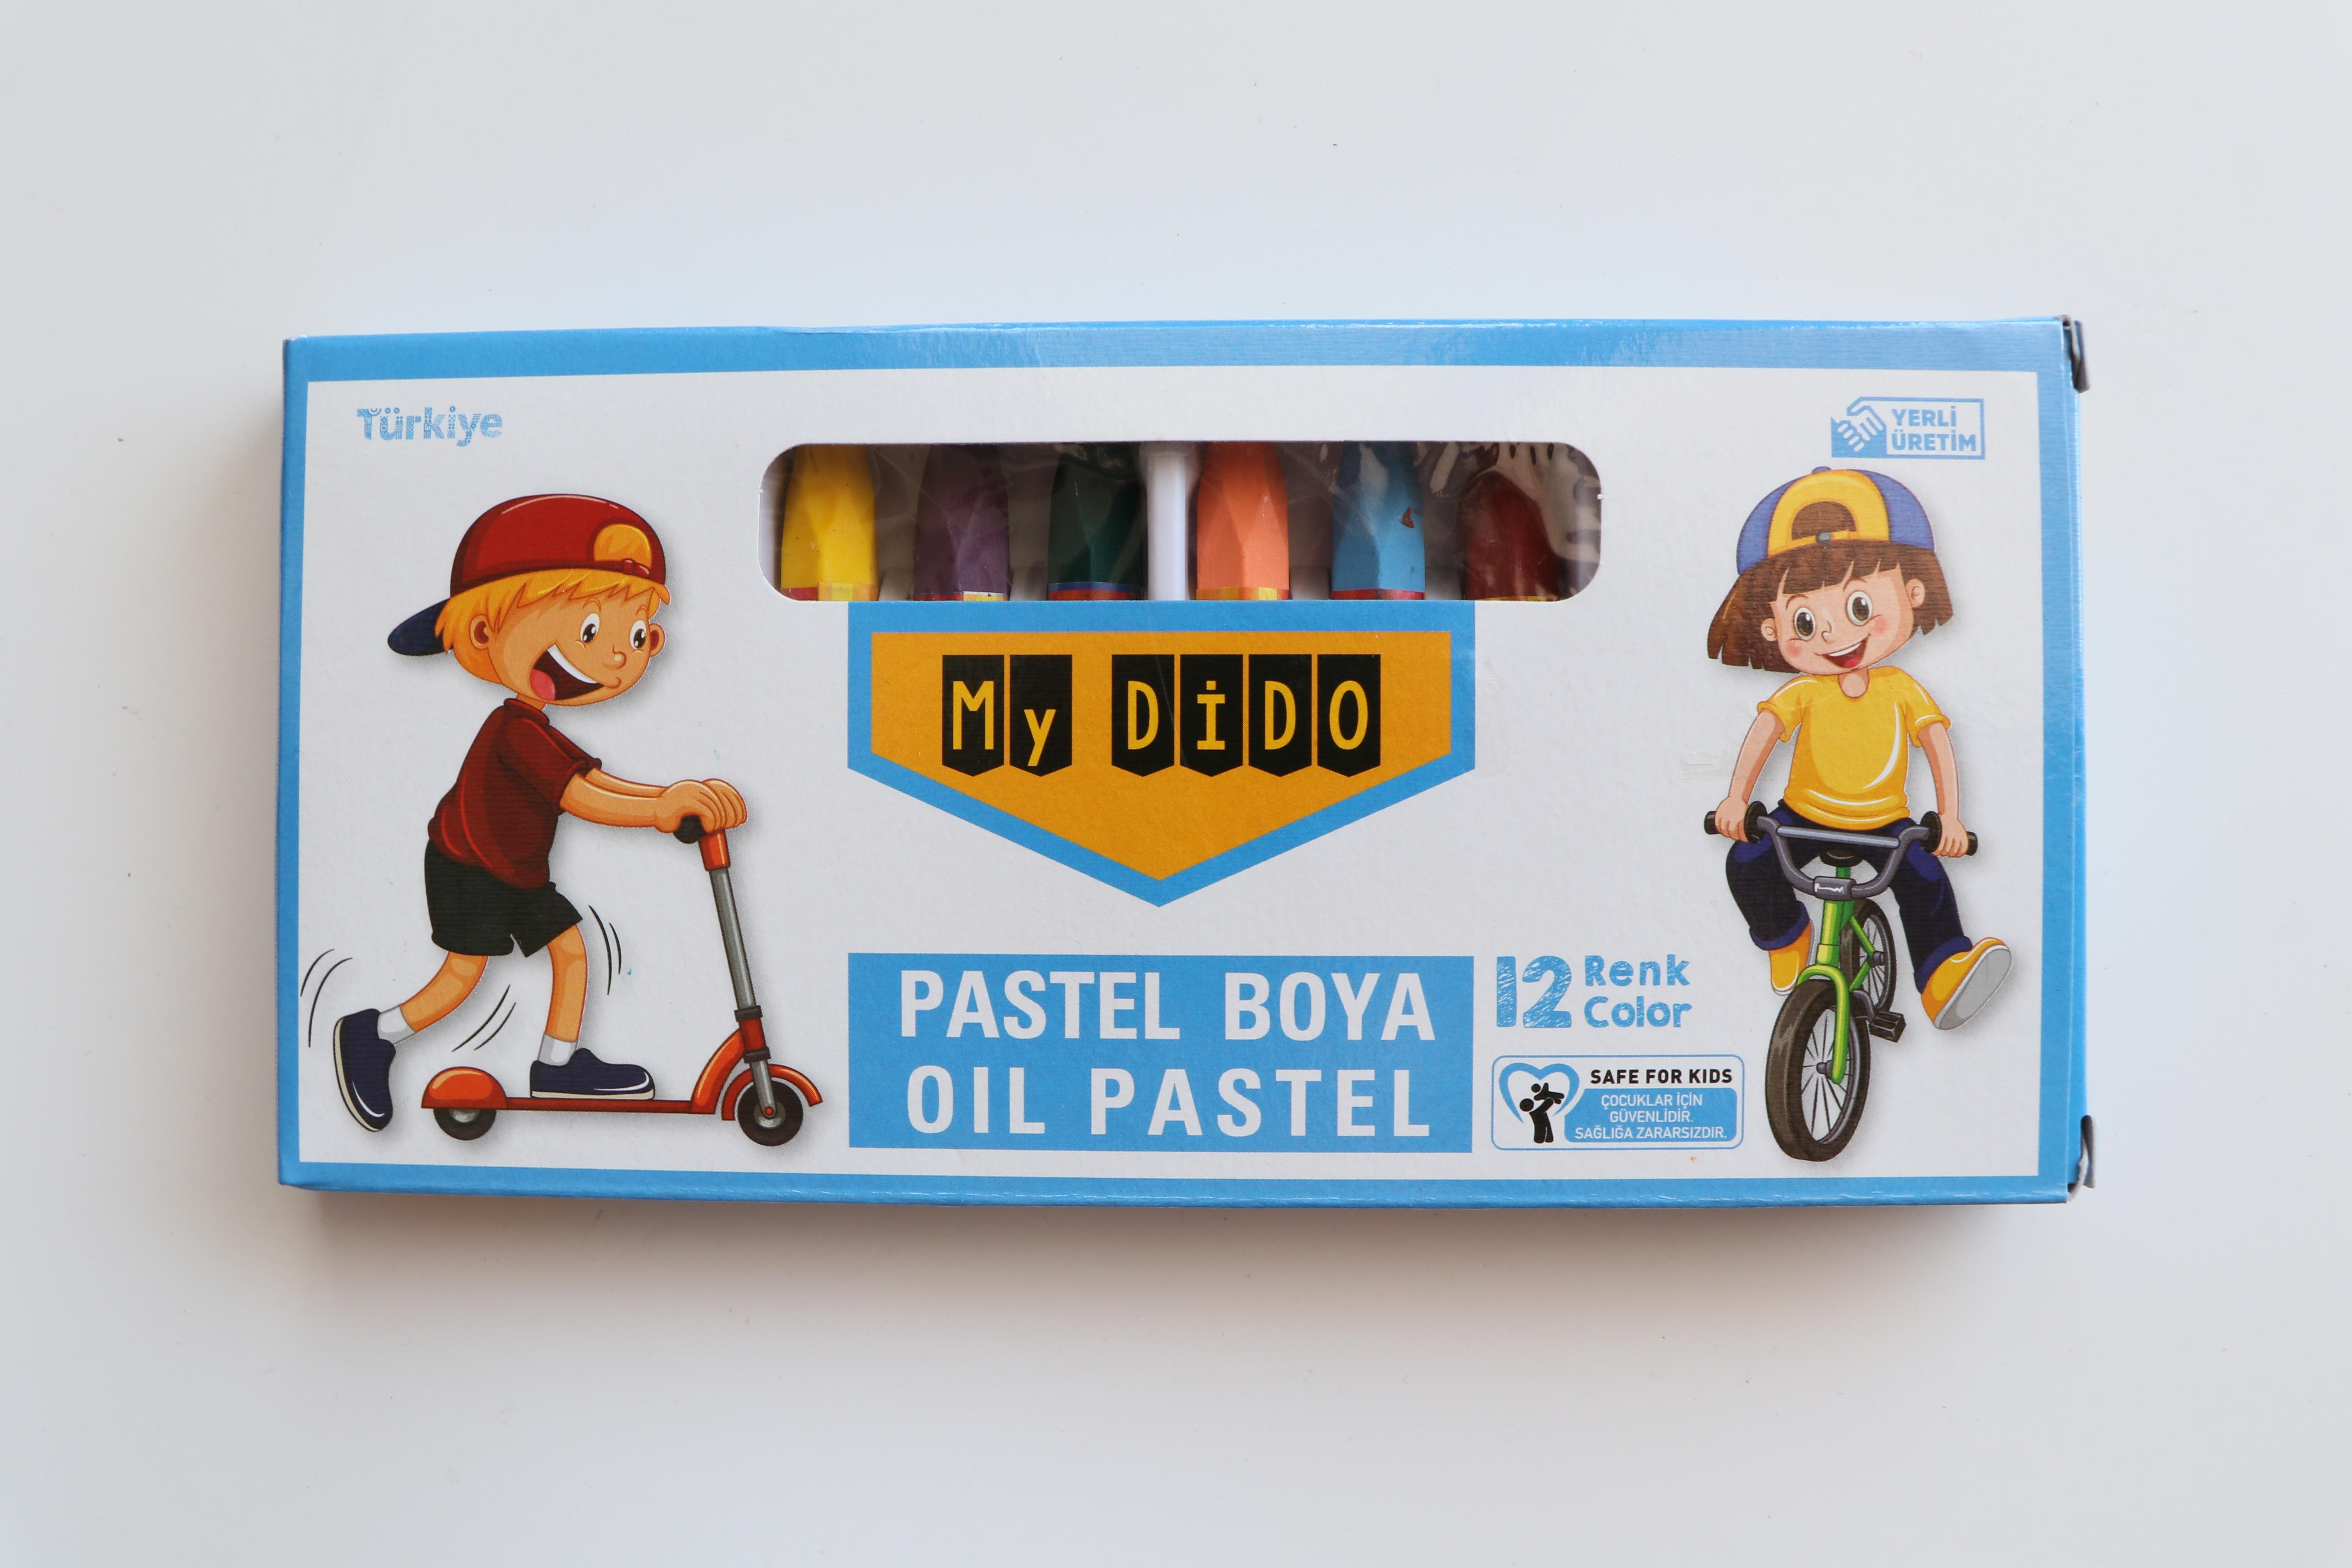 Türkiye
YERLİ
ÜRETİM
My DİDO
PASTEL BOYA
OIL PASTEL
12 Renk
Color
SAFE FOR KIDS
ÇOCUKLAR İÇİN
GÜVENLİDİR.
SAĞLIĞA ZARARSIZDIR.